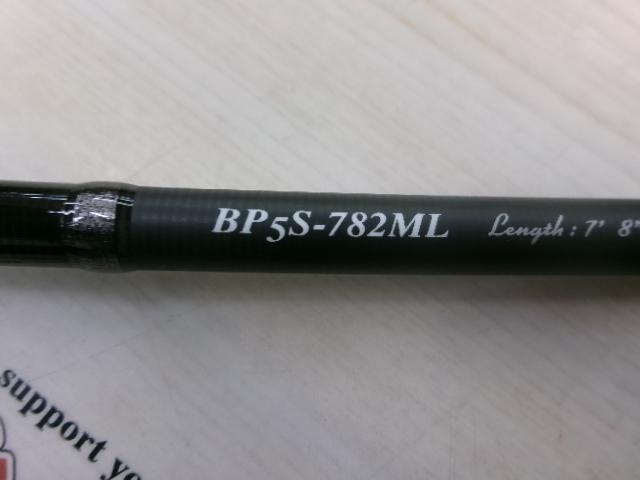 BP5S-782ML Length : 7' 8"
support yo